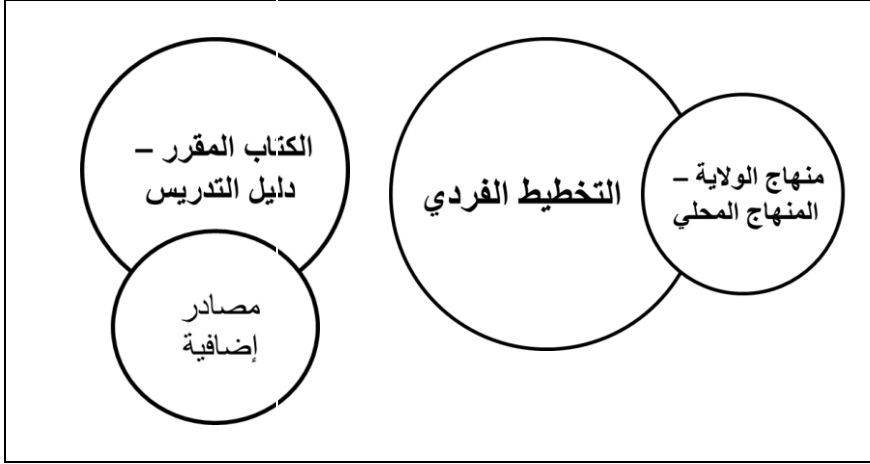 منهاج الولاية –
المنهاج المحلي
التخطيط الفردي
الكتاب المقرر –
دليل التدريس
مصادر
إضافية